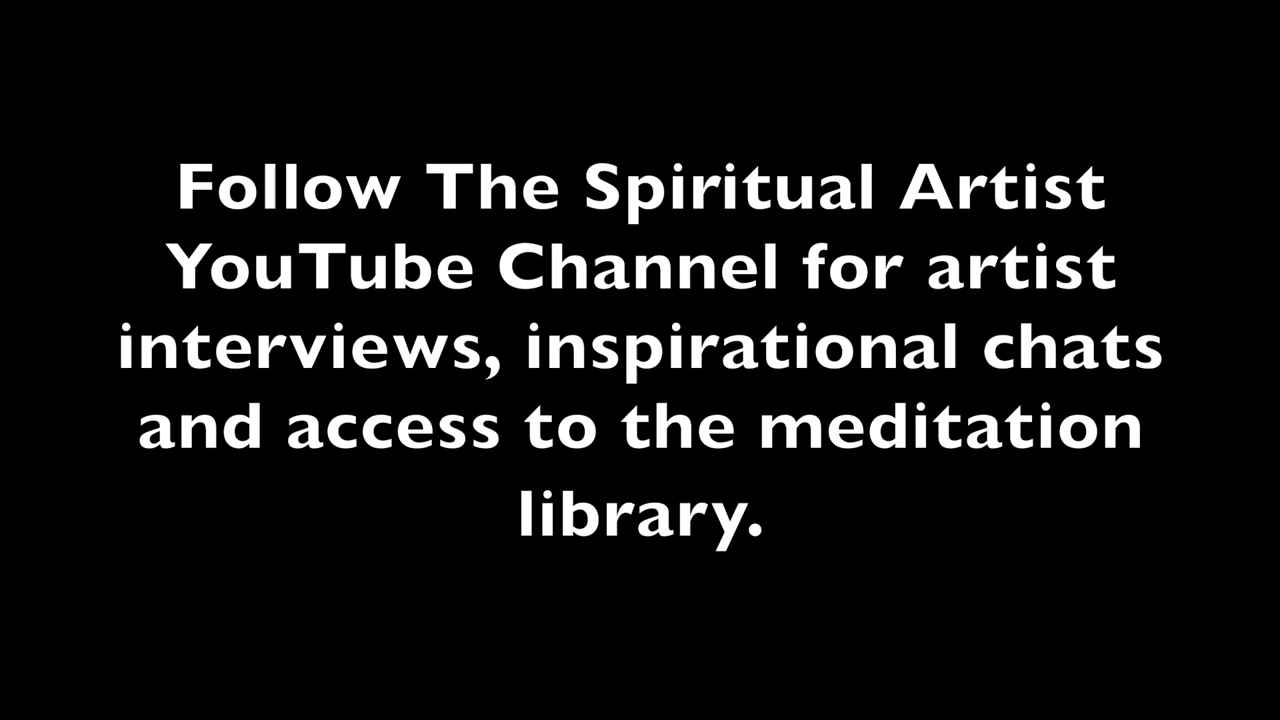 Follow The Spiritual Artist
YouTube Channel for artist
interviews, inspirational chats
and access to the meditation
library.